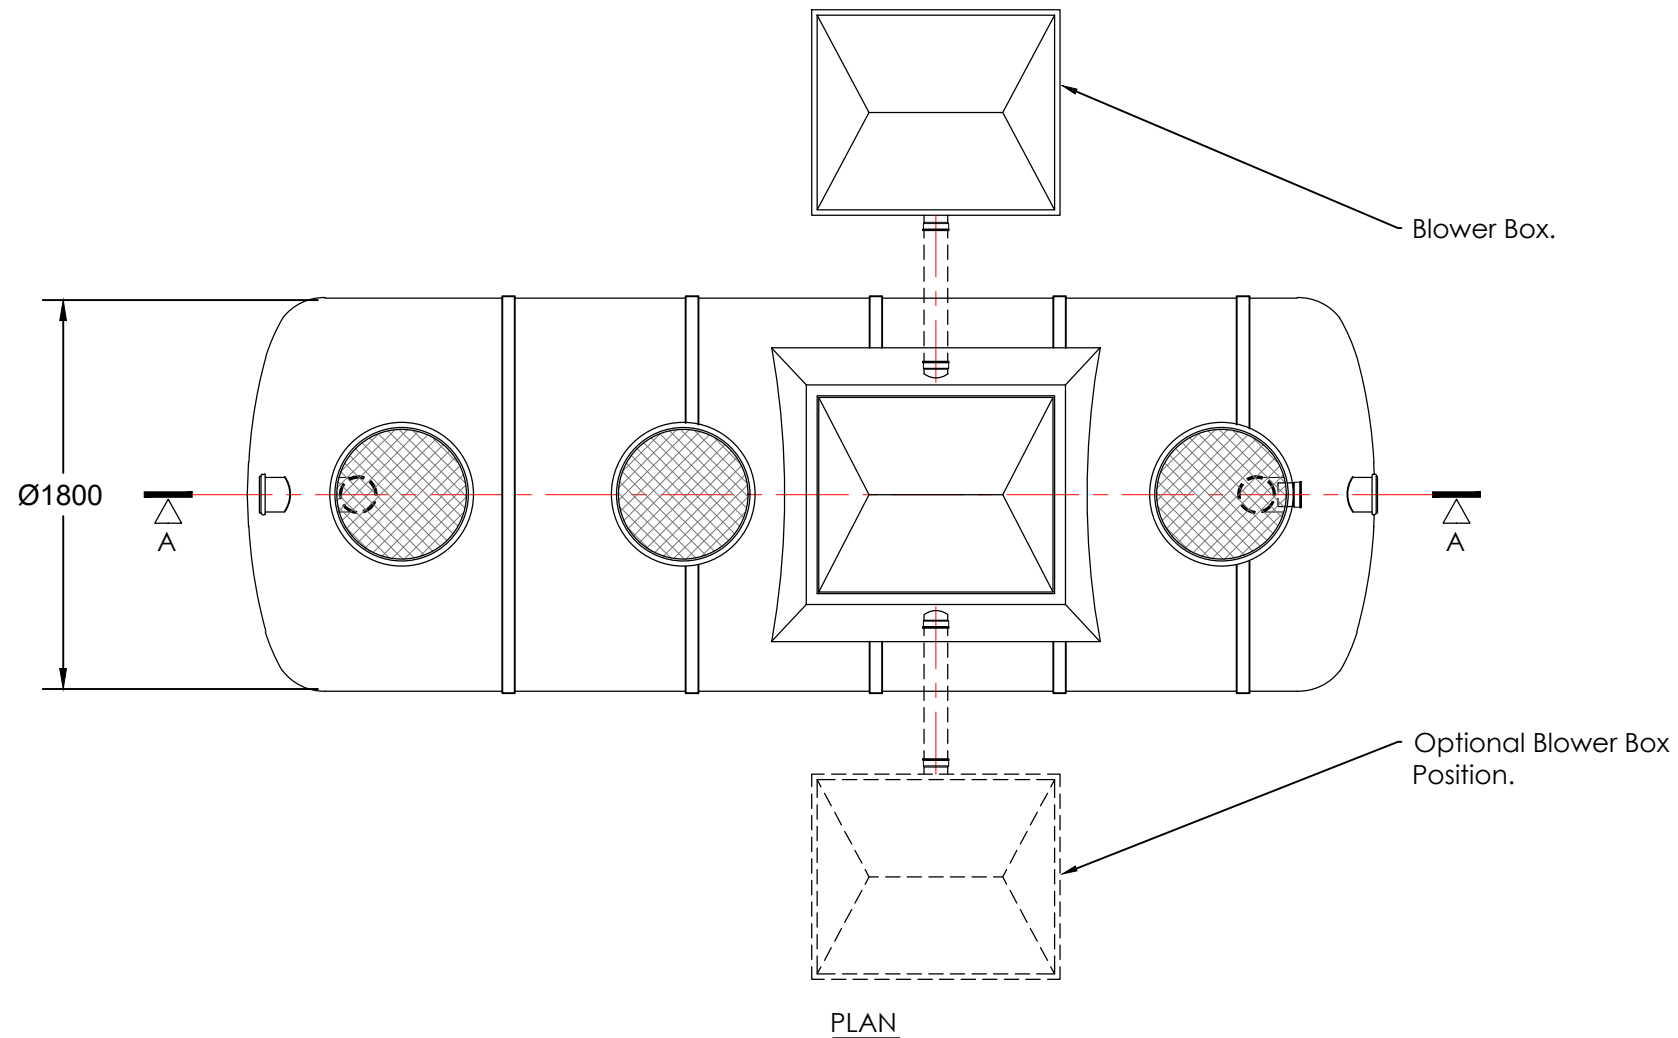 Blower Box.
Ø1800
A
A
Optional Blower Box
Position.
PLAN